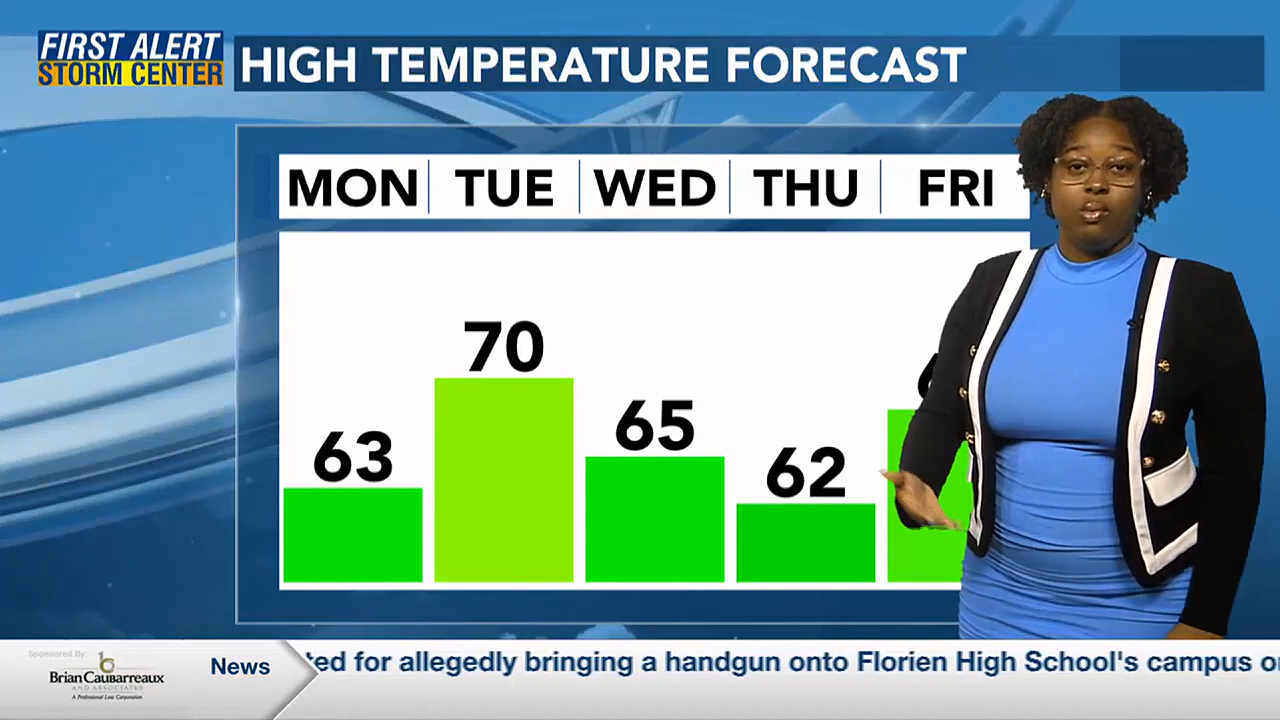 FIRST ALERT
STORM CENTER
HIGH TEMPERATURE FORECAST
MON TUE WED THU FRI
70
65
63
62
Sponsored By:
Brian Caubarreaux
AND ASSOCIATES
A Professional Law Corporation
News
ted for allegedly bringing a handgun onto Florien High School's campus